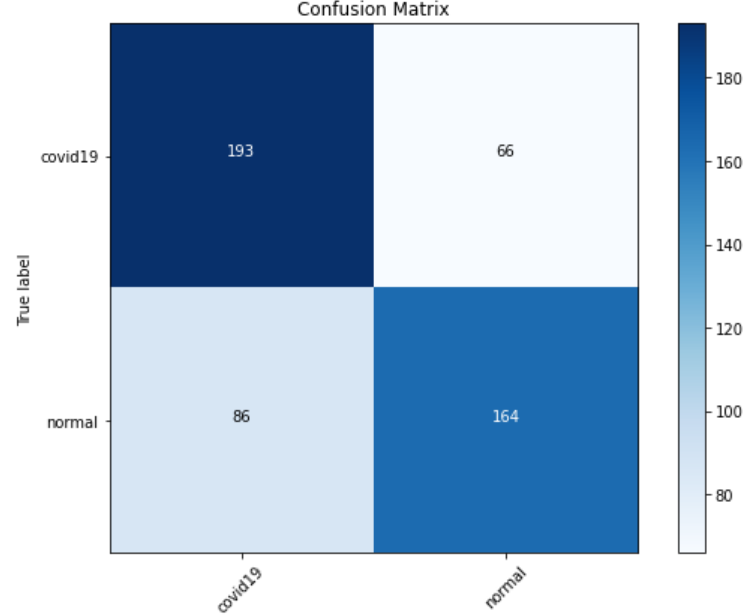 Confusion Matrix
covid19
193
66
normal
86
164
True label
covid19
normal
180
160
140
120
100
80